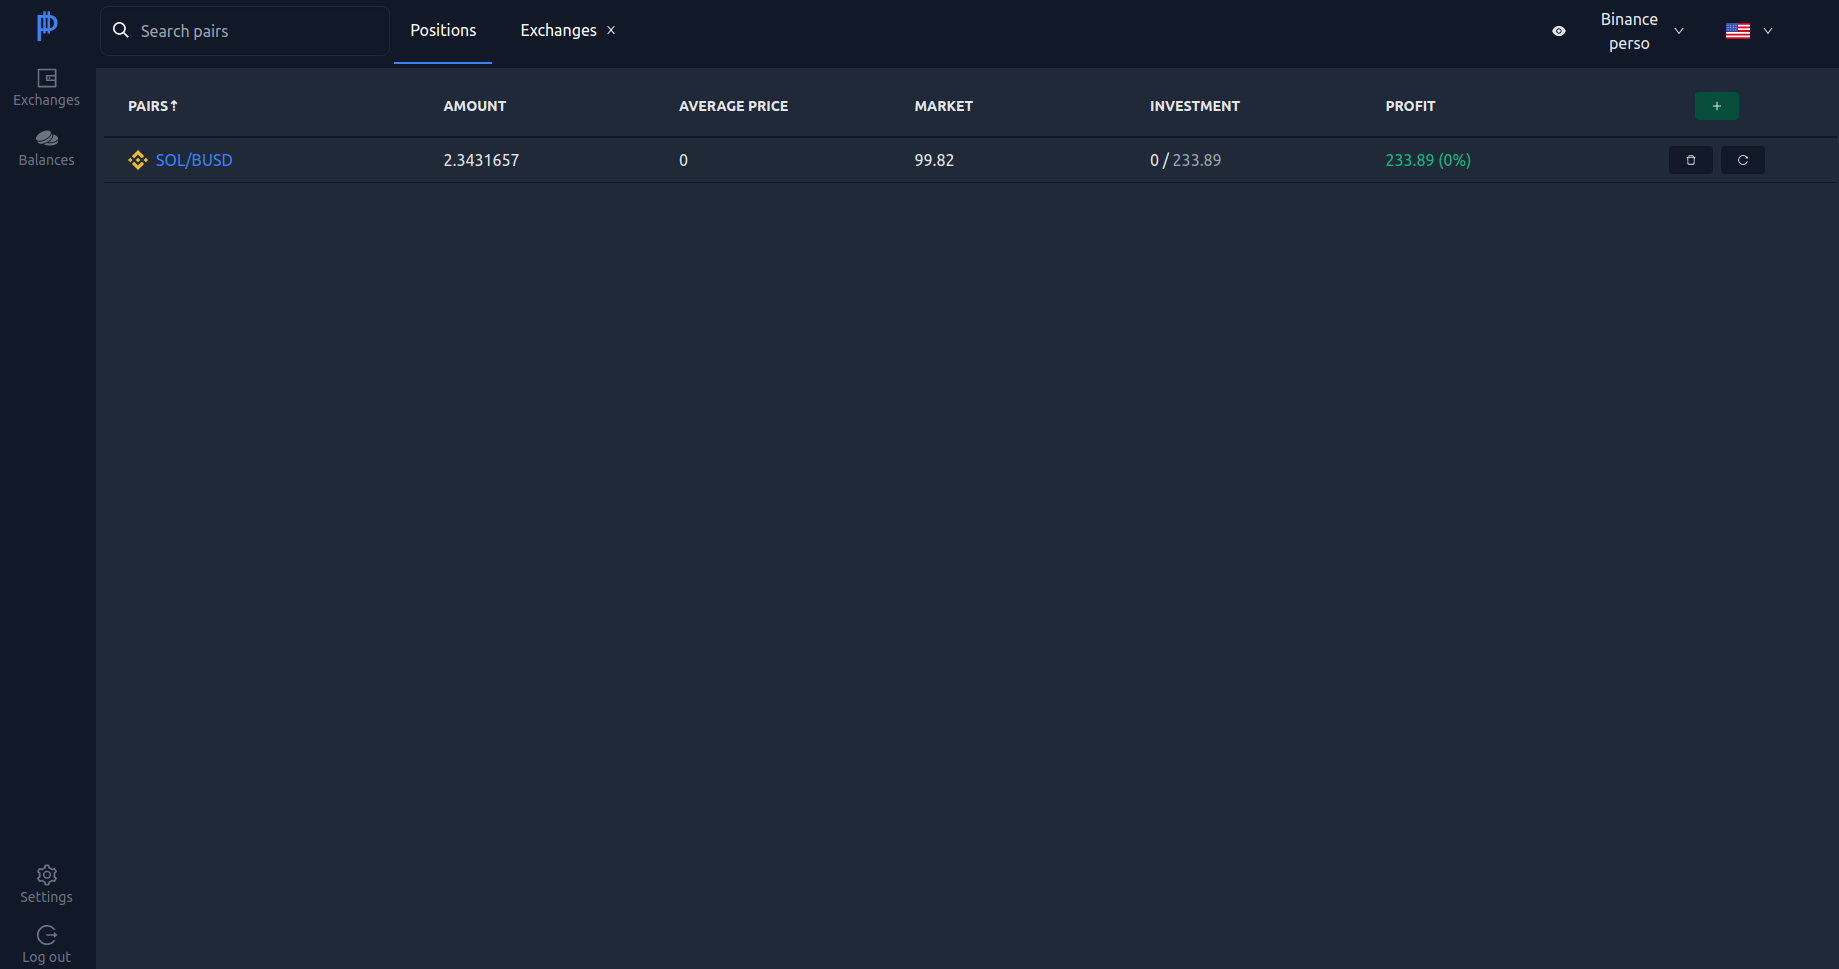 Search pairs
Positions
Exchanges
Binance
perso
Exchanges
Balances
PAIRS↑ AMOUNT AVERAGE PRICE MARKET INVESTMENT PROFIT +
SOL/BUSD 2.3431657 0 99.82 0 / 233.89 233.89 (0%)
Settings
Log out